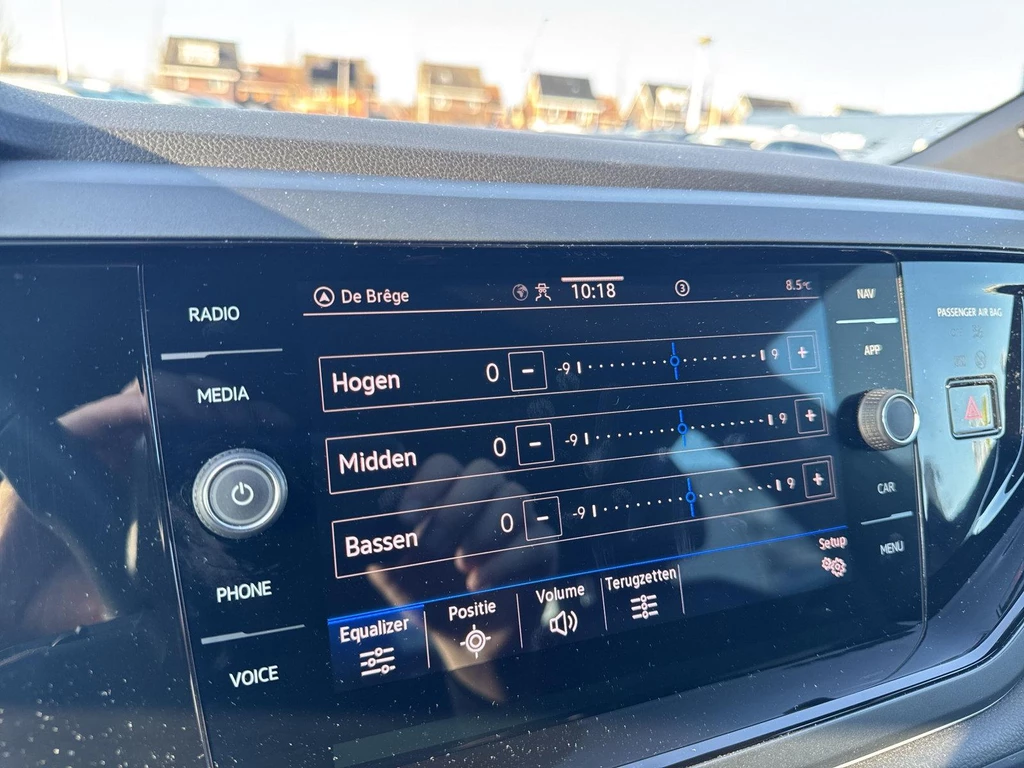 De Brêge
10:18
3
8.5°C
RADIO
MEDIA
PHONE
VOICE
Hogen 0 - -9 9 +
Midden 0 - -9 9 +
Bassen 0 - -9 9 +
Equalizer
Positie
Volume
Terugzetten
Setup
NAV
APP
CAR
MENU
PASSENGER AIR BAG